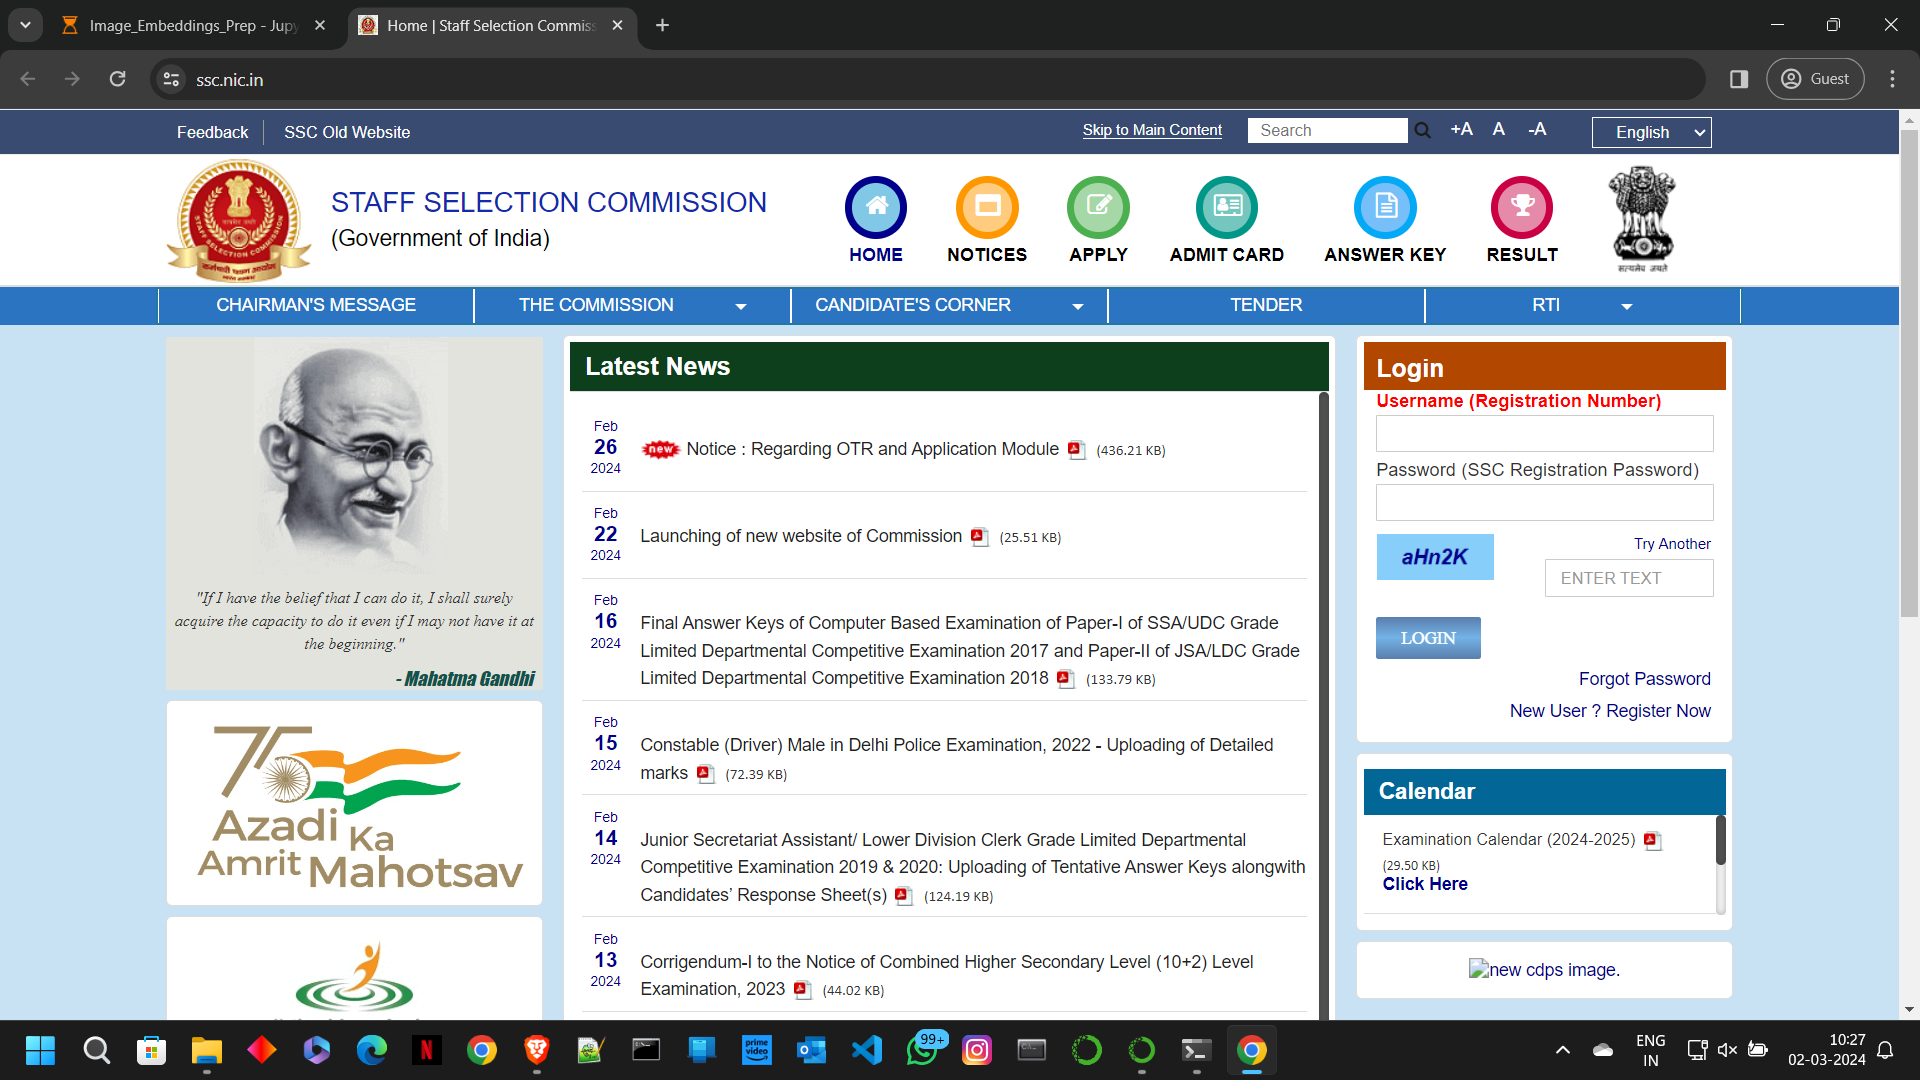 Image_Embeddings_Prep - Jupy
Home | Staff Selection Commiss
ssc.nic.in
Guest
Feedback
SSC Old Website
Skip to Main Content
Search
+A A -A
English
STAFF SELECTION COMMISSION
(Government of India)
HOME
NOTICES
APPLY
ADMIT CARD
ANSWER KEY
RESULT
सत्यमेव जयते
STAFF SELECTION COMMISSION
कर्मचारी चयन आयोग
CHAIRMAN'S MESSAGE
THE COMMISSION
CANDIDATE'S CORNER
TENDER
RTI
"If I have the belief that I can do it, I shall surely
acquire the capacity to do it even if I may not have it at
the beginning."
- Mahatma Gandhi
75
Azadi Ka
Amrit Mahotsav
Latest News
Feb
26
2024
new Notice : Regarding OTR and Application Module (436.21 KB)
Feb
22
2024
Launching of new website of Commission (25.51 KB)
Feb
16
2024
Final Answer Keys of Computer Based Examination of Paper-I of SSA/UDC Grade
Limited Departmental Competitive Examination 2017 and Paper-II of JSA/LDC Grade
Limited Departmental Competitive Examination 2018 (133.79 KB)
Feb
15
2024
Constable (Driver) Male in Delhi Police Examination, 2022 - Uploading of Detailed
marks (72.39 KB)
Feb
14
2024
Junior Secretariat Assistant/ Lower Division Clerk Grade Limited Departmental
Competitive Examination 2019 & 2020: Uploading of Tentative Answer Keys alongwith
Candidates’ Response Sheet(s) (124.19 KB)
Feb
13
2024
Corrigendum-I to the Notice of Combined Higher Secondary Level (10+2) Level
Examination, 2023 (44.02 KB)
Login
Username (Registration Number)
Password (SSC Registration Password)
aHn2K
Try Another
ENTER TEXT
LOGIN
Forgot Password
New User ? Register Now
Calendar
Examination Calendar (2024-2025)
(29.50 KB)
Click Here
new cdps image.
prime
video
99+
ENG
IN
10:27
02-03-2024